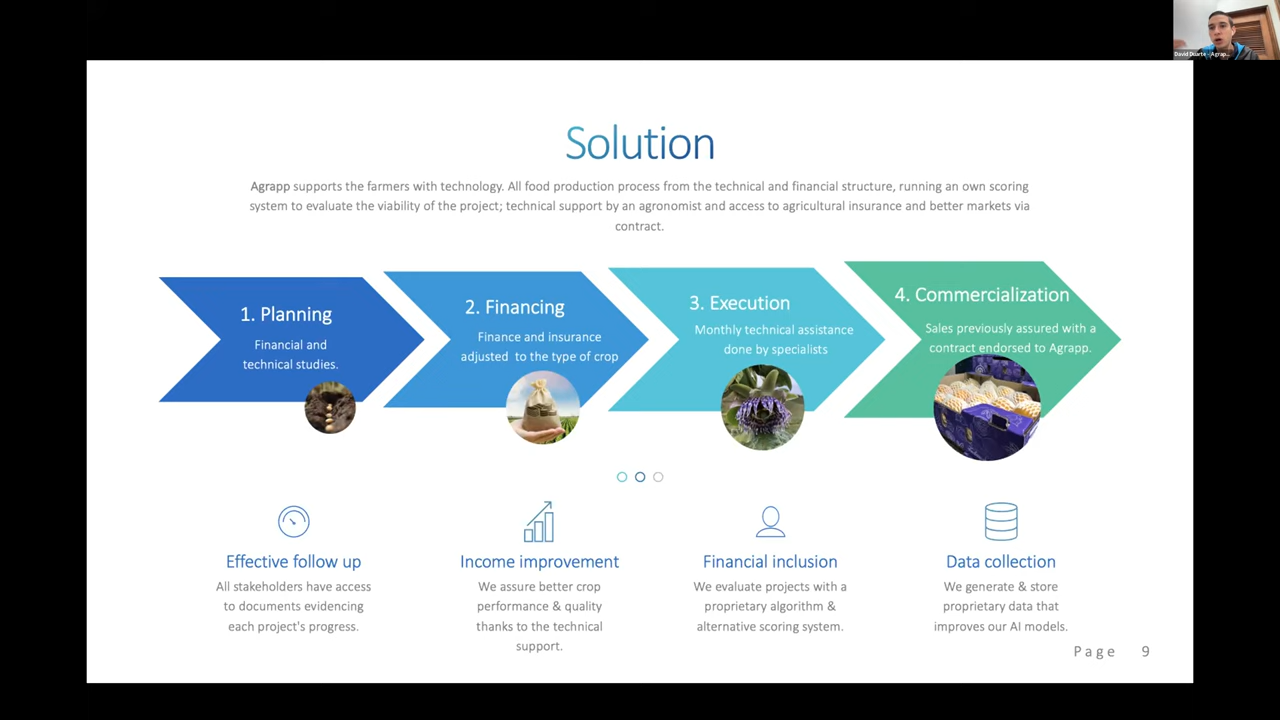 David Duarte - Agrap...
Solution
Agrapp supports the farmers with technology. All food production process from the technical and financial structure, running an own scoring
system to evaluate the viability of the project; technical support by an agronomist and access to agricultural insurance and better markets via
contract.
1. Planning
Financial and
technical studies.
2. Financing
Finance and insurance
adjusted to the type of crop
3. Execution
Monthly technical assistance
done by specialists
4. Commercialization
Sales previously assured with a
contract endorsed to Agrapp.
Effective follow up
All stakeholders have access
to documents evidencing
each project's progress.
Income improvement
We assure better crop
performance & quality
thanks to the technical
support.
Financial inclusion
We evaluate projects with a
proprietary algorithm &
alternative scoring system.
Data collection
We generate & store
proprietary data that
improves our AI models.
Page 9